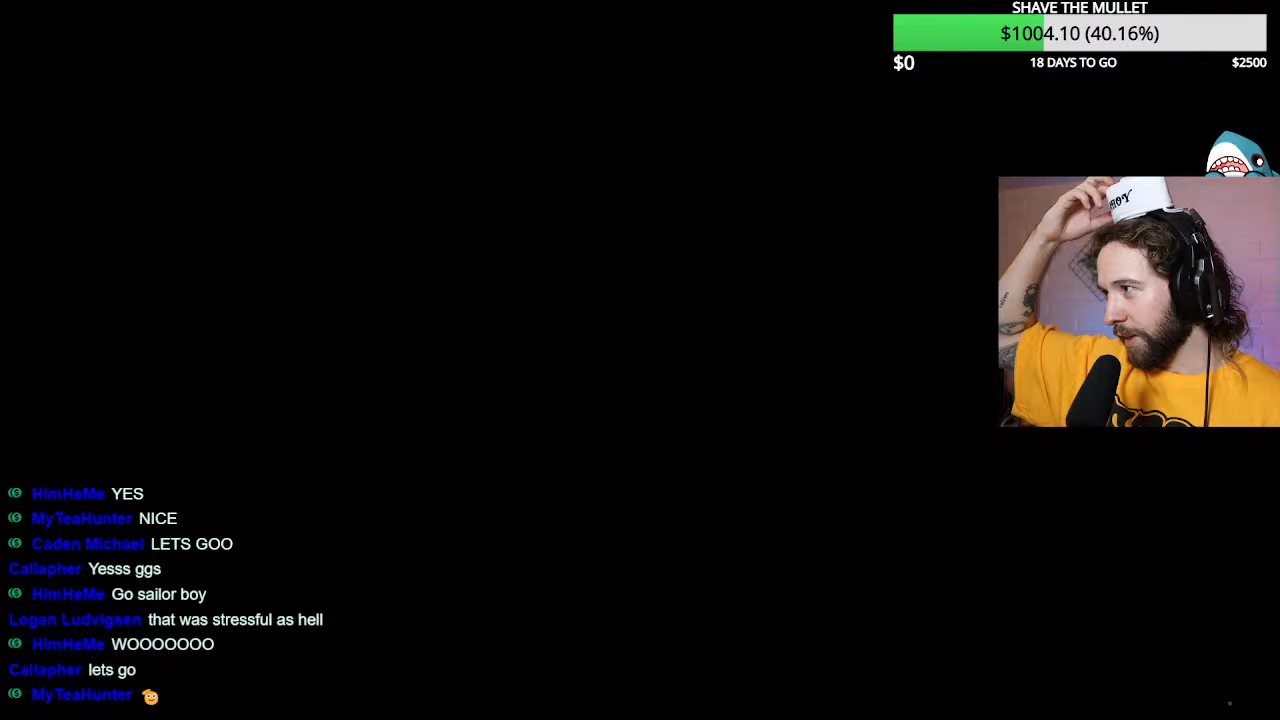 SHAVE THE MULLET
$1004.10 (40.16%)
$0 18 DAYS TO GO $2500
HOY
HimHeMe YES
MyTeaHunter NICE
Caden Michael LETS GOO
Callapher Yesss ggs
HimHeMe Go sailor boy
Logan Ludvigsen that was stressful as hell
HimHeMe WOOOOOOO
Callapher lets go
MyTeaHunter 🫡